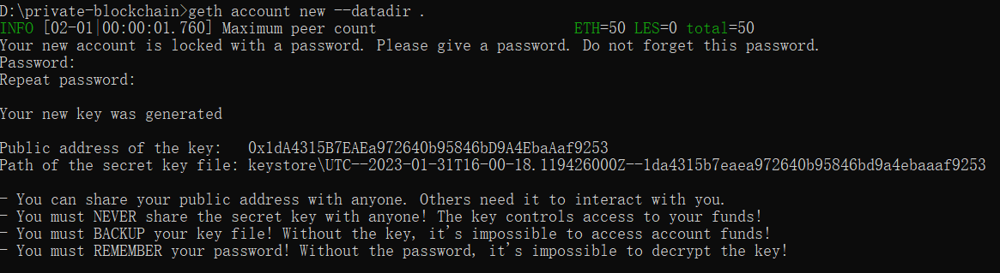 D:\private-blockchain>geth account new --datadir .
INFO [02-01|00:00:01.760] Maximum peer count                       ETH=50 LES=0 total=50
Your new account is locked with a password. Please give a password. Do not forget this password.
Password:
Repeat password:
Your new key was generated
Public address of the key:   0x1dA4315B7EAEa972640b95846bD9A4EbaAaf9253
Path of the secret key file: keystore\UTC--2023-01-31T16-00-18.119426000Z--1da4315b7eaea972640b95846bd9a4ebaaaf9253
- You can share your public address with anyone. Others need it to interact with you.
- You must NEVER share the secret key with anyone! The key controls access to your funds!
- You must BACKUP your key file! Without the key, it's impossible to access account funds!
- You must REMEMBER your password! Without the password, it's impossible to decrypt the key!